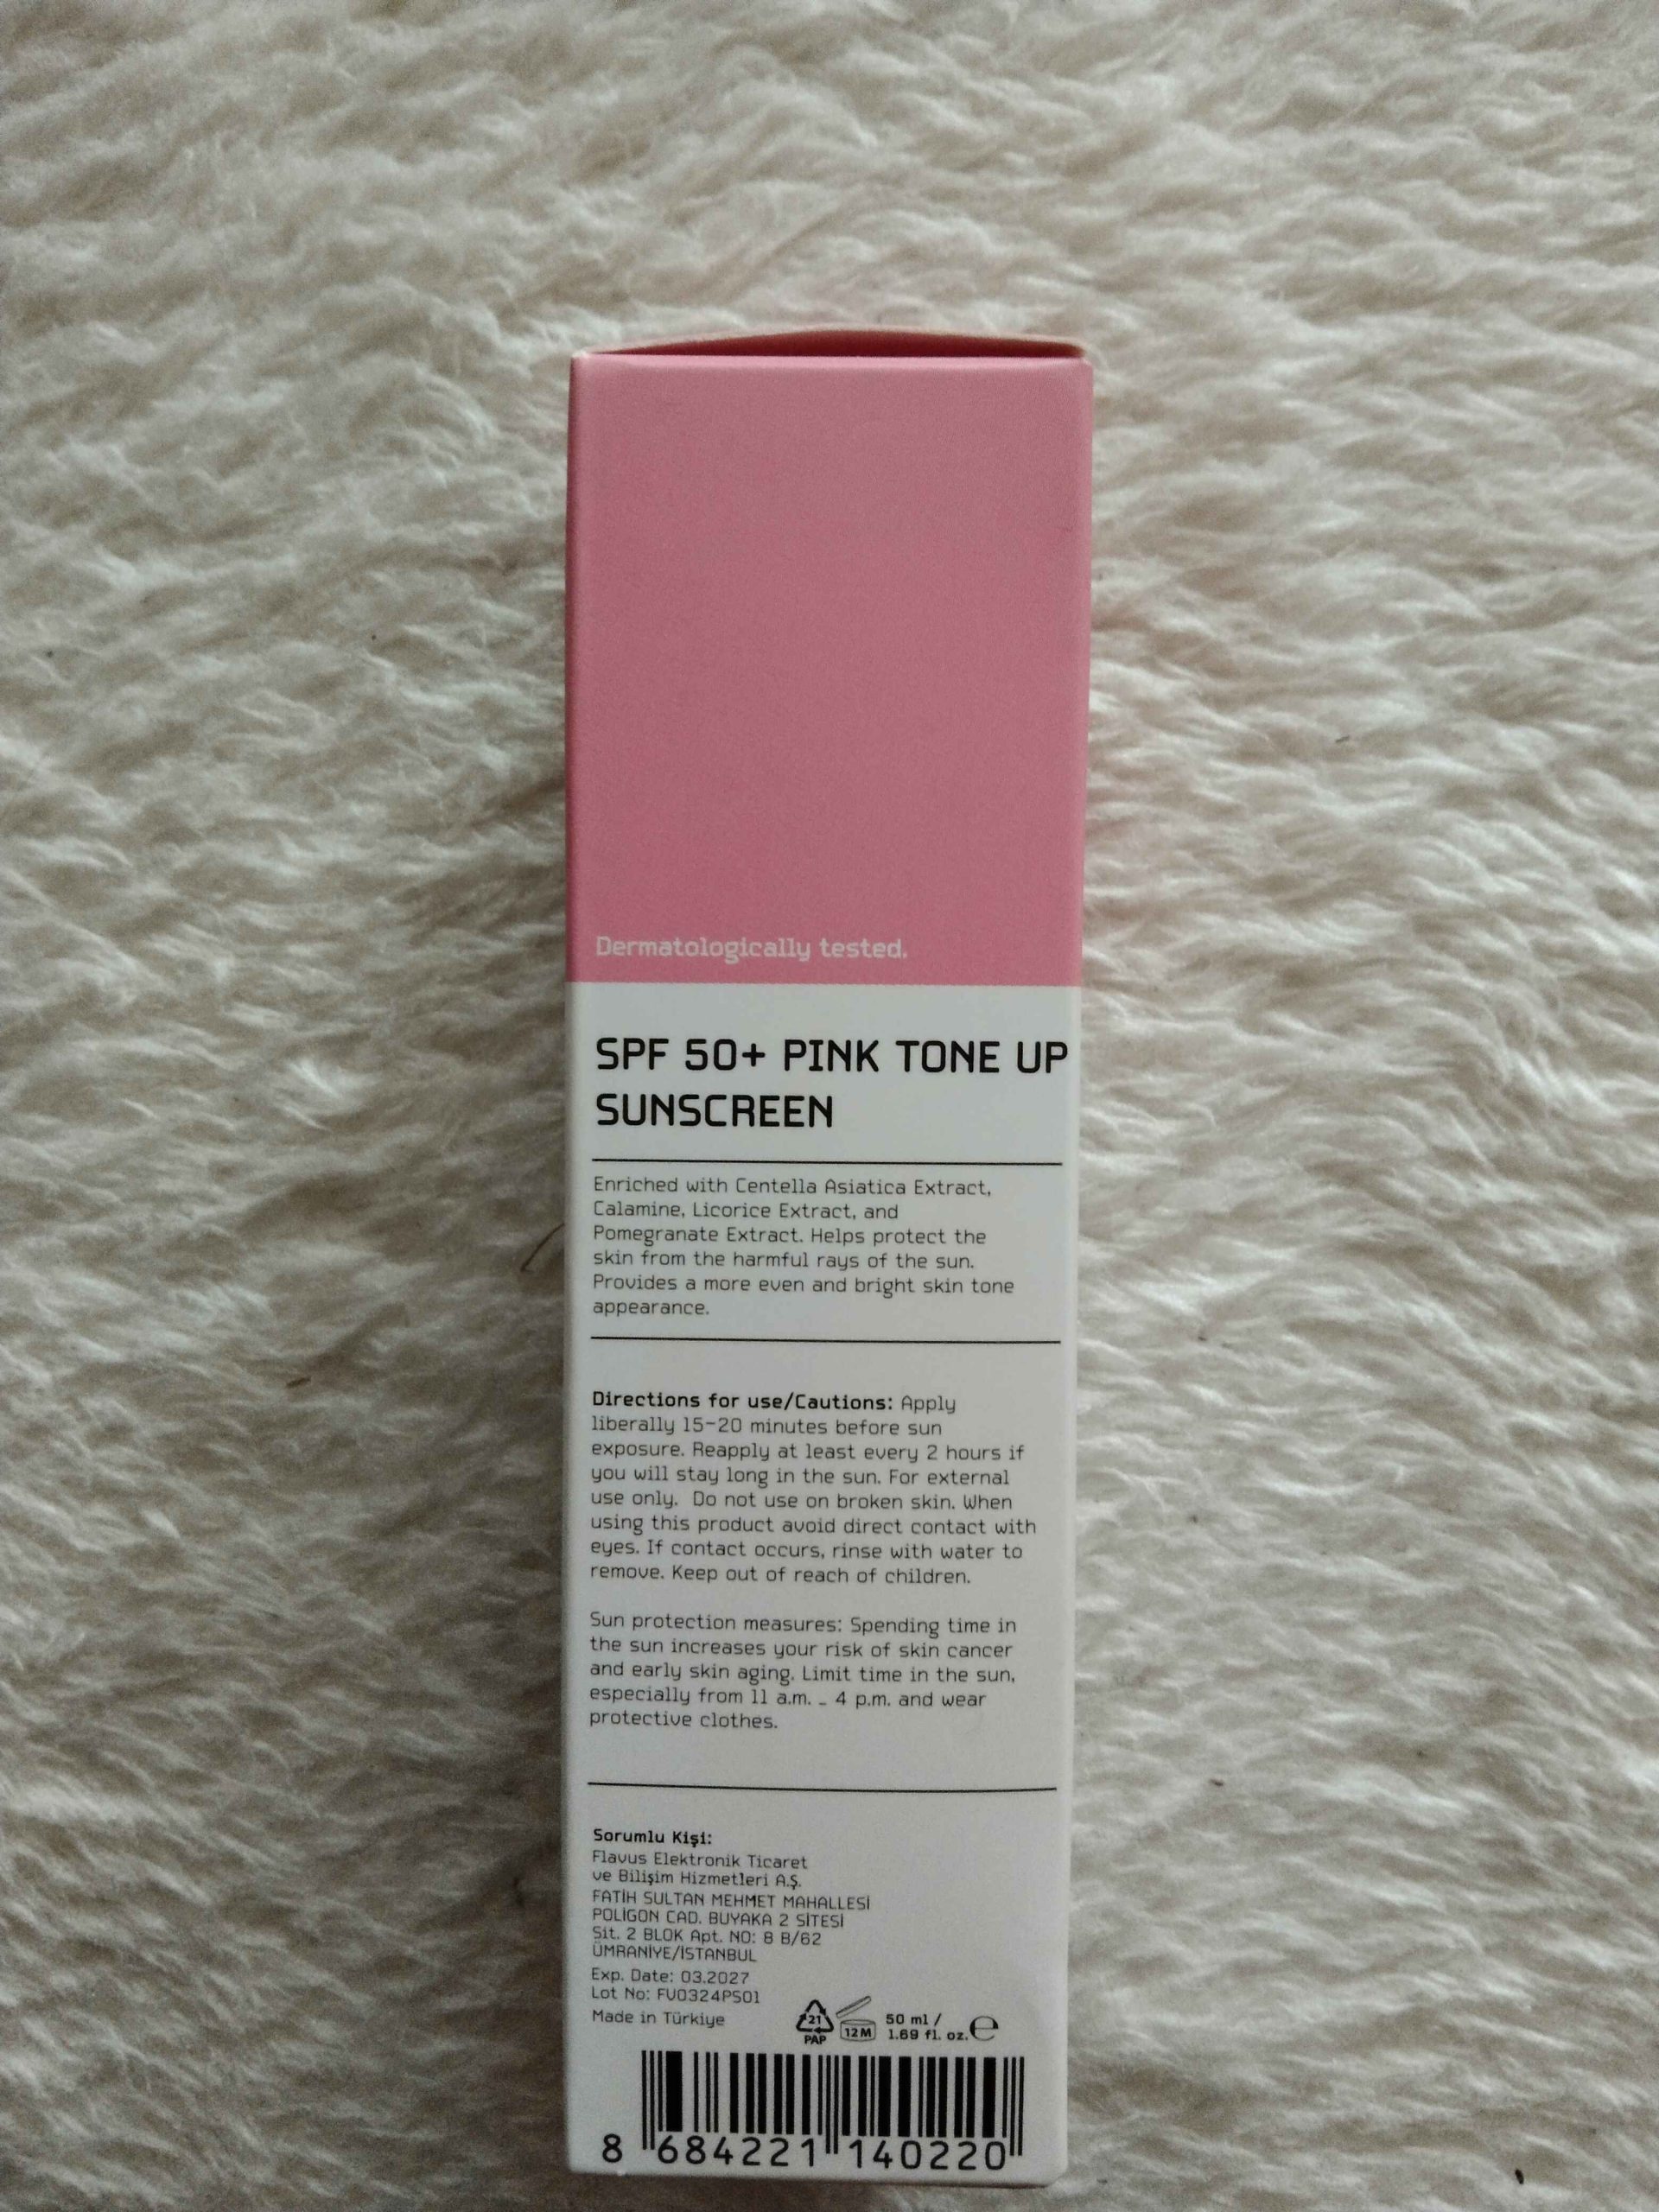 Dermatologically tested.
SPF 50+ PINK TONE UP
SUNSCREEN
Enriched with Centella Asiatica Extract,
Calamine, Licorice Extract, and
Pomegranate Extract. Helps protect the
skin from the harmful rays of the sun.
Provides a more even and bright skin tone
appearance.
Directions for use/Cautions: Apply
liberally 15-20 minutes before sun
exposure. Reapply at least every 2 hours if
you will stay long in the sun. For external
use only. Do not use on broken skin. When
using this product avoid direct contact with
eyes. If contact occurs, rinse with water to
remove. Keep out of reach of children.
Sun protection measures: Spending time in
the sun increases your risk of skin cancer
and early skin aging. Limit time in the sun,
especially from 11 a.m. – 4 p.m. and wear
protective clothes.
Sorumlu Kişi:
Flavus Elektronik Ticaret
ve Bilişim Hizmetleri A.Ş.
FATİH SULTAN MEHMET MAHALLESİ
POLİGON CAD. BUYAKA 2 SİTESİ
Sit. 2 BLOK Apt. NO: 8 B/62
ÜMRANİYE/İSTANBUL
Exp. Date: 03.2027
Lot No: FV0324PS01
Made in Türkiye
21
PAP
12M
50 ml /
1.69 fl. oz. ℮
8 684221 140220